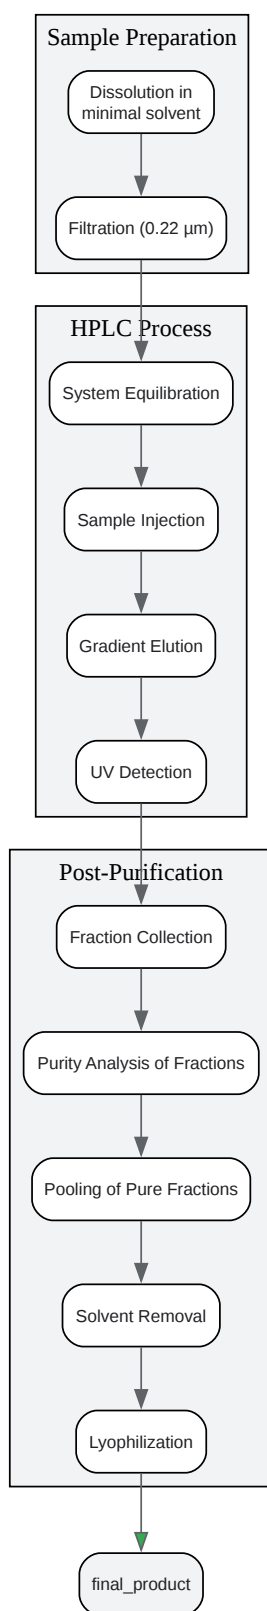 Sample Preparation
Dissolution in
minimal solvent
Filtration (0.22 µm)
HPLC Process
System Equilibration
Sample Injection
Gradient Elution
UV Detection
Post-Purification
Fraction Collection
Purity Analysis of Fractions
Pooling of Pure Fractions
Solvent Removal
Lyophilization
final_product